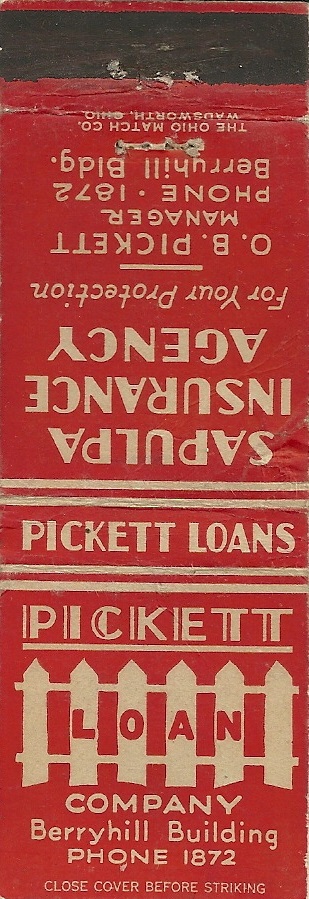 THE OHIO MATCH CO.
WADSWORTH, OHIO
SAPULPA
INSURANCE
AGENCY
For Your Protection
O. B. PICKETT
MANAGER
PHONE · 1872
Berryhill Bldg.
PICKETT LOANS
PICKETT
LOAN
COMPANY
Berryhill Building
PHONE 1872
CLOSE COVER BEFORE STRIKING